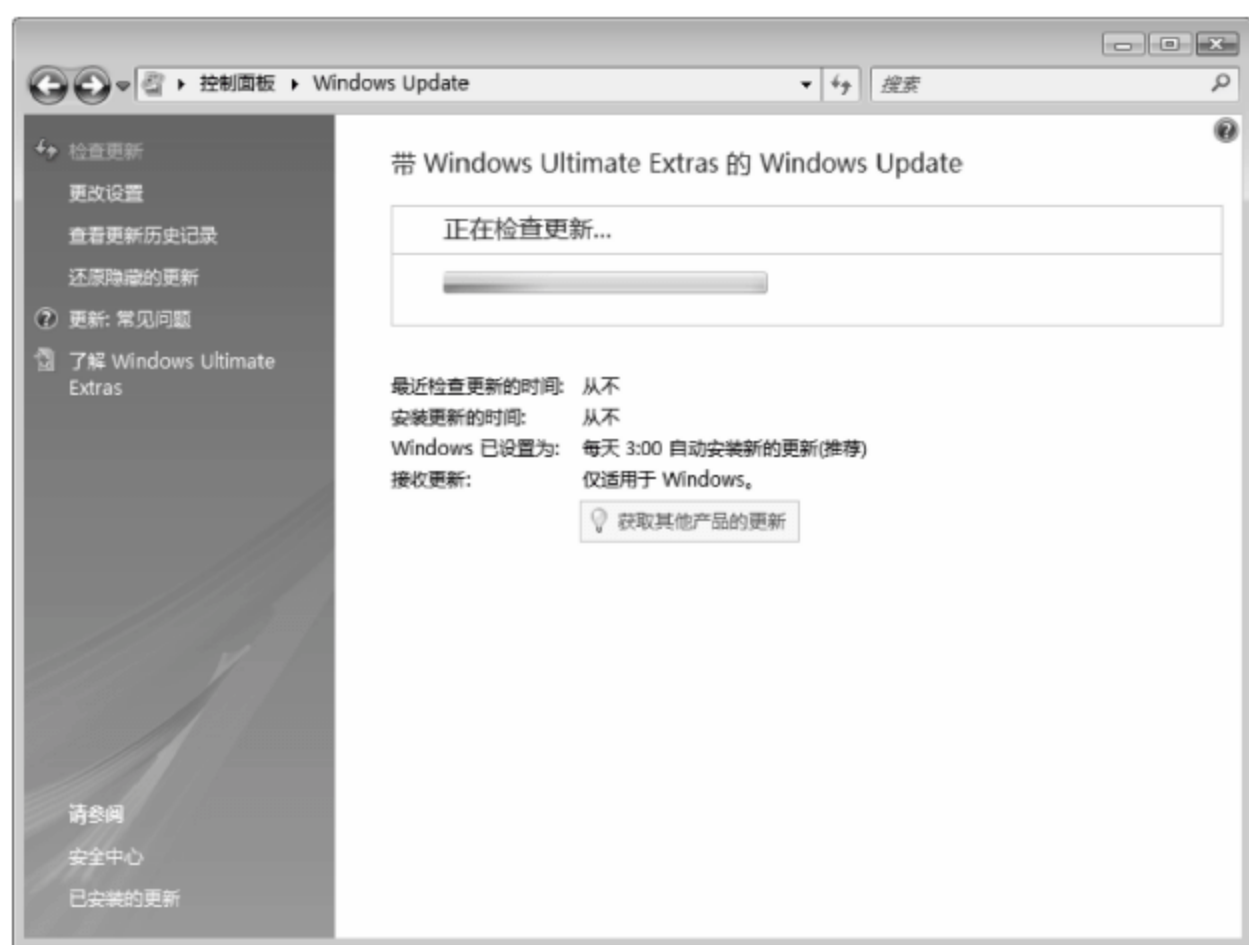 控制面板 ▸ Windows Update
搜索
检查更新
更改设置
查看更新历史记录
还原隐藏的更新
更新: 常见问题
了解 Windows Ultimate
Extras
带 Windows Ultimate Extras 的 Windows Update
正在检查更新...
最近检查更新的时间: 从不
安装更新的时间: 从不
Windows 已设置为: 每天 3:00 自动安装新的更新(推荐)
接收更新: 仅适用于 Windows。
获取其他产品的更新
请参阅
安全中心
已安装的更新